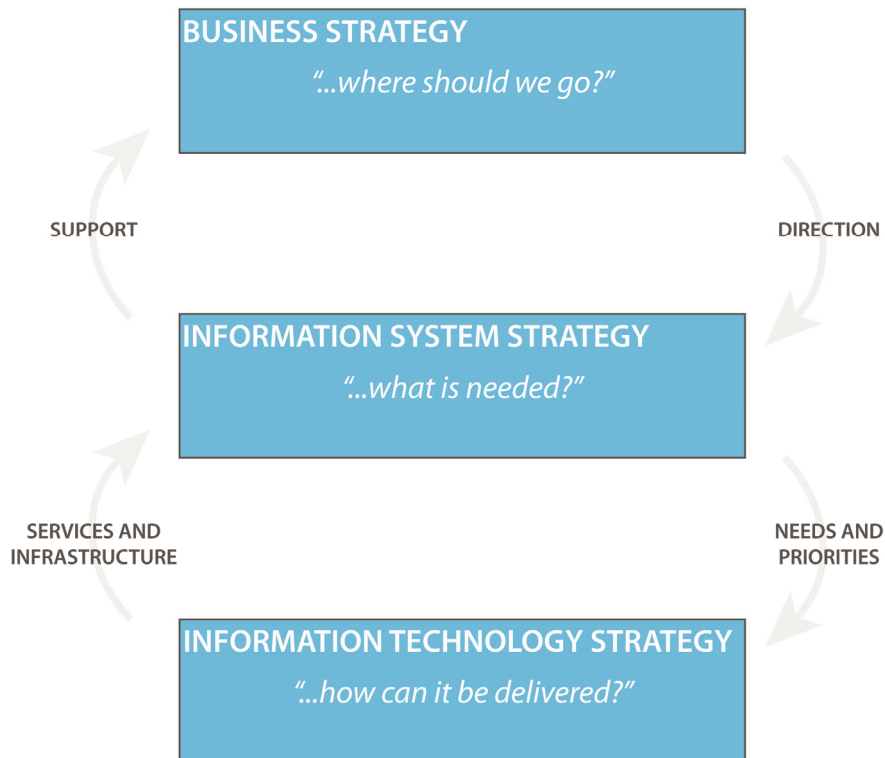 BUSINESS STRATEGY
“...where should we go?”
SUPPORT
DIRECTION
INFORMATION SYSTEM STRATEGY
“...what is needed?”
SERVICES AND
INFRASTRUCTURE
NEEDS AND
PRIORITIES
INFORMATION TECHNOLOGY STRATEGY
“...how can it be delivered?”